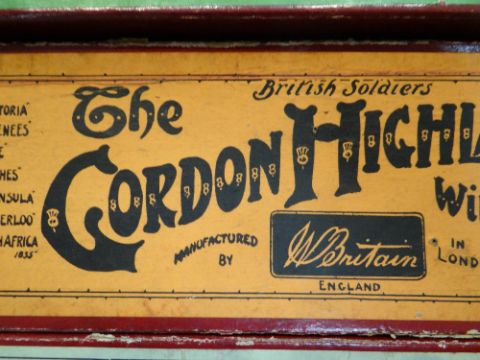 British Soldiers
The
GORDON HIGHL
TORIA"
ENEES"
E"
HES"
NSULA"
ERLOO"
H AFRICA
1835"
MANUFACTURED
BY
W Britain
ENGLAND
WI
IN
LOND